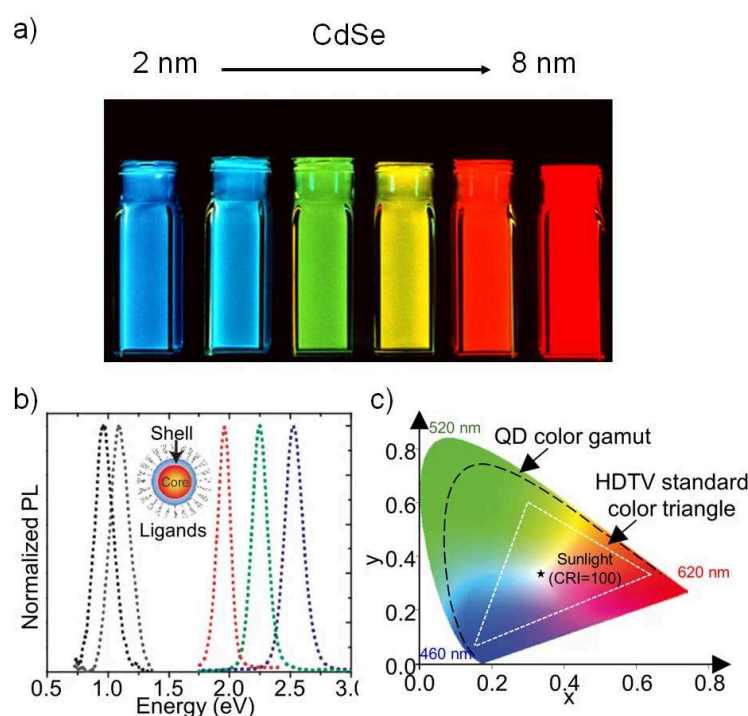 a)
CdSe
2 nm
8 nm
b)
Shell
Core
Ligands
Normalized PL
0.5
1.0
1.5
2.0
2.5
3.0
Energy (eV)
c)
520 nm
QD color gamut
HDTV standard
color triangle
Sunlight
(CRI=100)
620 nm
460 nm
y
0.8
0.6
0.4
0.2
0.0
0.0
0.2
0.4
0.6
0.8
x